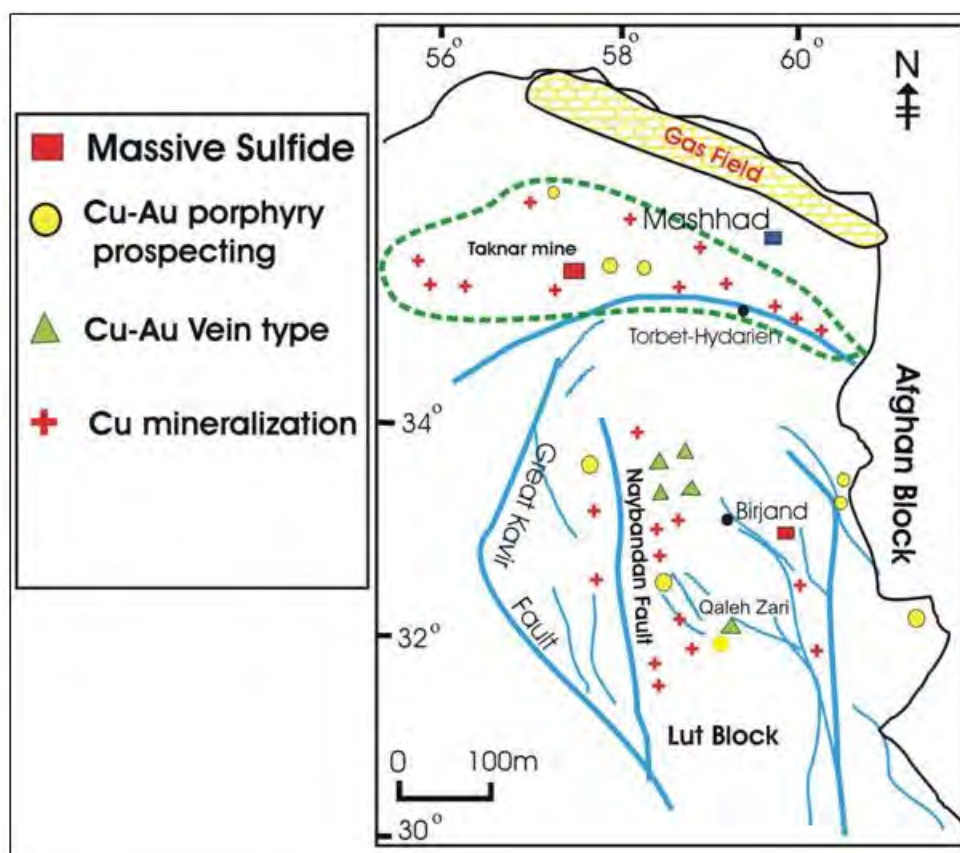 56°
58°
60°
N
Massive Sulfide
Cu-Au porphyry
prospecting
Cu-Au Vein type
Cu mineralization
Gas Field
Mashhad
Taknar mine
Torbet-Hydarieh
Afghan Block
34°
Great Kavir
Fault
Naybandan Fault
Birjand
Qaleh Zari
32°
Lut Block
0 100m
30°